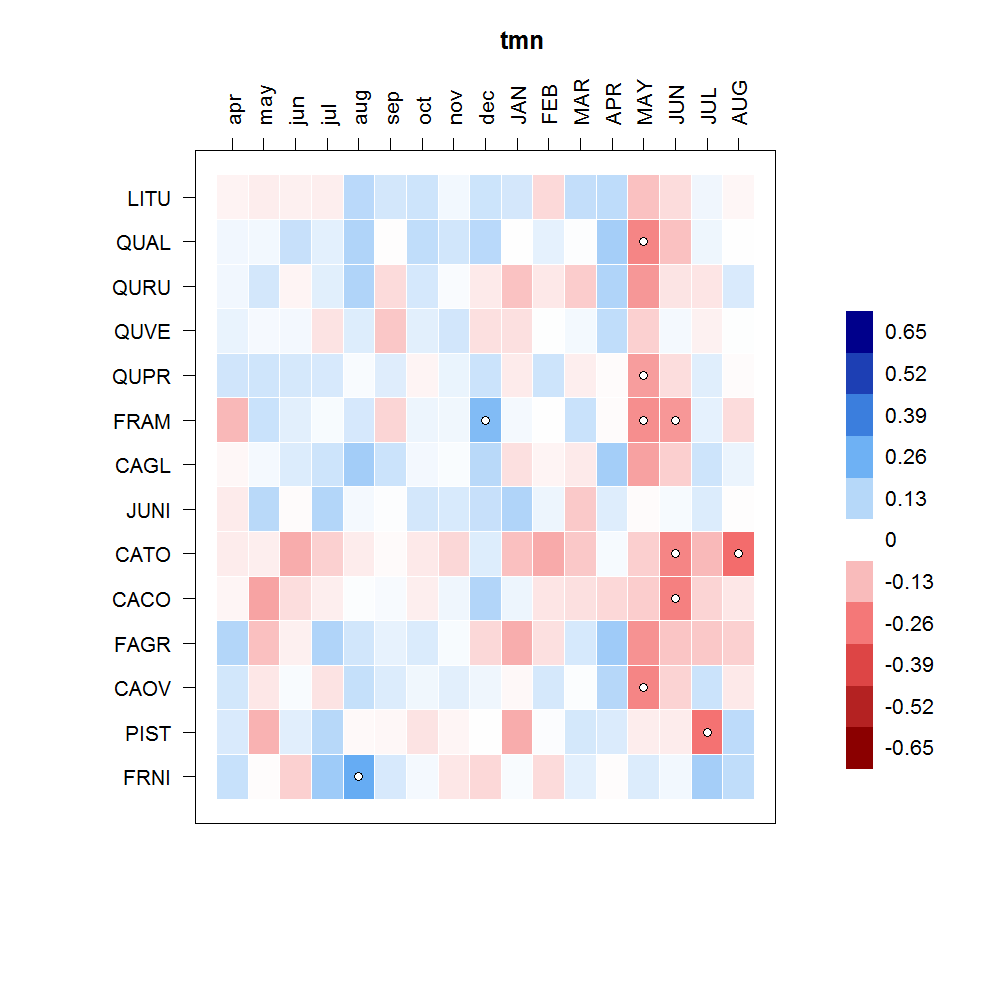 tmn
apr may jun jul aug sep oct nov dec JAN FEB MAR APR MAY JUN JUL AUG
LITU
QUAL
QURU
QUVE
QUPR
FRAM
CAGL
JUNI
CATO
CACO
FAGR
CAOV
PIST
FRNI
0.65
0.52
0.39
0.26
0.13
0
-0.13
-0.26
-0.39
-0.52
-0.65